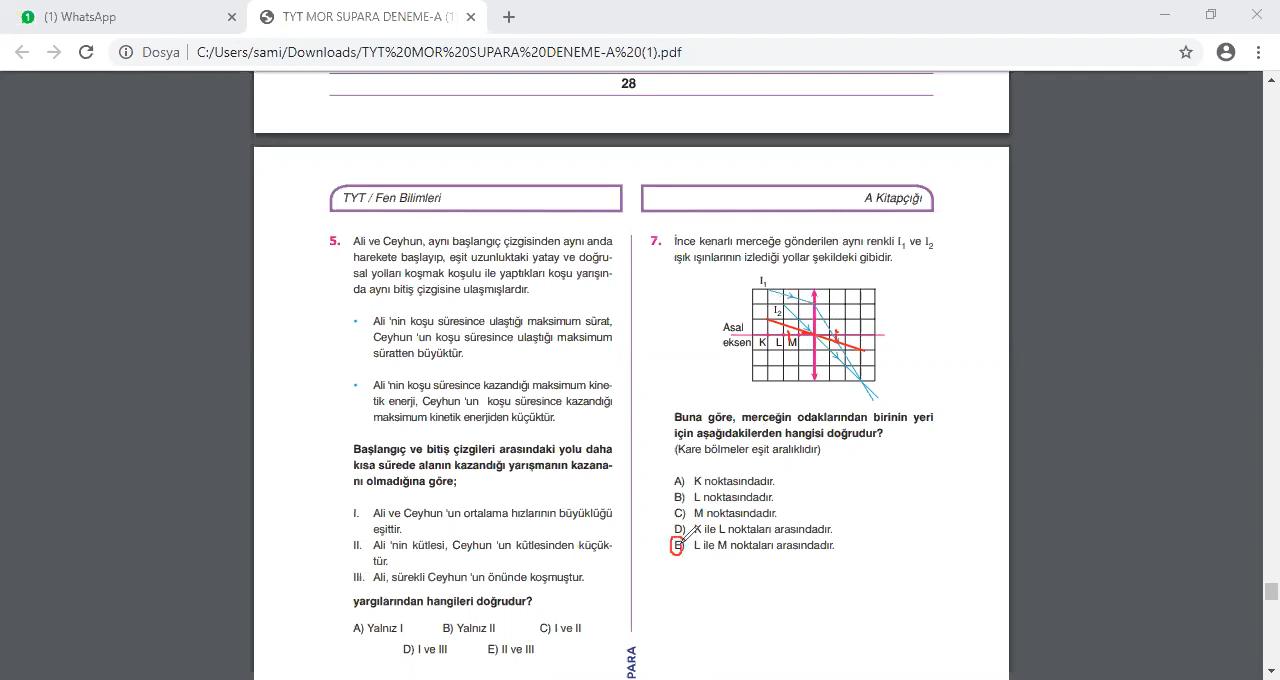 (1) WhatsApp
TYT MOR SUPARA DENEME-A (1
Dosya
C:/Users/sami/Downloads/TYT%20MOR%20SUPARA%20DENEME-A%20(1).pdf
28
TYT / Fen Bilimleri
A Kitapçığı
5. Ali ve Ceyhun, aynı başlangıç çizgisinden aynı anda
harekete başlayıp, eşit uzunluktaki yatay ve doğru-
sal yolları koşmak koşulu ile yaptıkları koşu yarışın-
da aynı bitiş çizgisine ulaşmışlardır.
• Ali 'nin koşu süresince ulaştığı maksimum sürat,
Ceyhun 'un koşu süresince ulaştığı maksimum
süratten büyüktür.
• Ali 'nin koşu süresince kazandığı maksimum kine-
tik enerji, Ceyhun 'un koşu süresince kazandığı
maksimum kinetik enerjiden küçüktür.
Başlangıç ve bitiş çizgileri arasındaki yolu daha
kısa sürede alanın kazandığı yarışmanın kazana-
nı olmadığına göre;
I. Ali ve Ceyhun 'un ortalama hızlarının büyüklüğü
eşittir.
II. Ali 'nin kütlesi, Ceyhun 'un kütlesinden küçük-
tür.
III. Ali, sürekli Ceyhun 'un önünde koşmuştur.
yargılarından hangileri doğrudur?
A) Yalnız I B) Yalnız II C) I ve II
D) I ve III E) II ve III
PARA
7. İnce kenarlı merceğe gönderilen aynı renkli I₁ ve I₂
ışık ışınlarının izlediği yollar şekildeki gibidir.
I₁
I₂
Asal
eksen K L M
Buna göre, merceğin odaklarından birinin yeri
için aşağıdakilerden hangisi doğrudur?
(Kare bölmeler eşit aralıklıdır)
A) K noktasındadır.
B) L noktasındadır.
C) M noktasındadır.
D) K ile L noktaları arasındadır.
E) L ile M noktaları arasındadır.